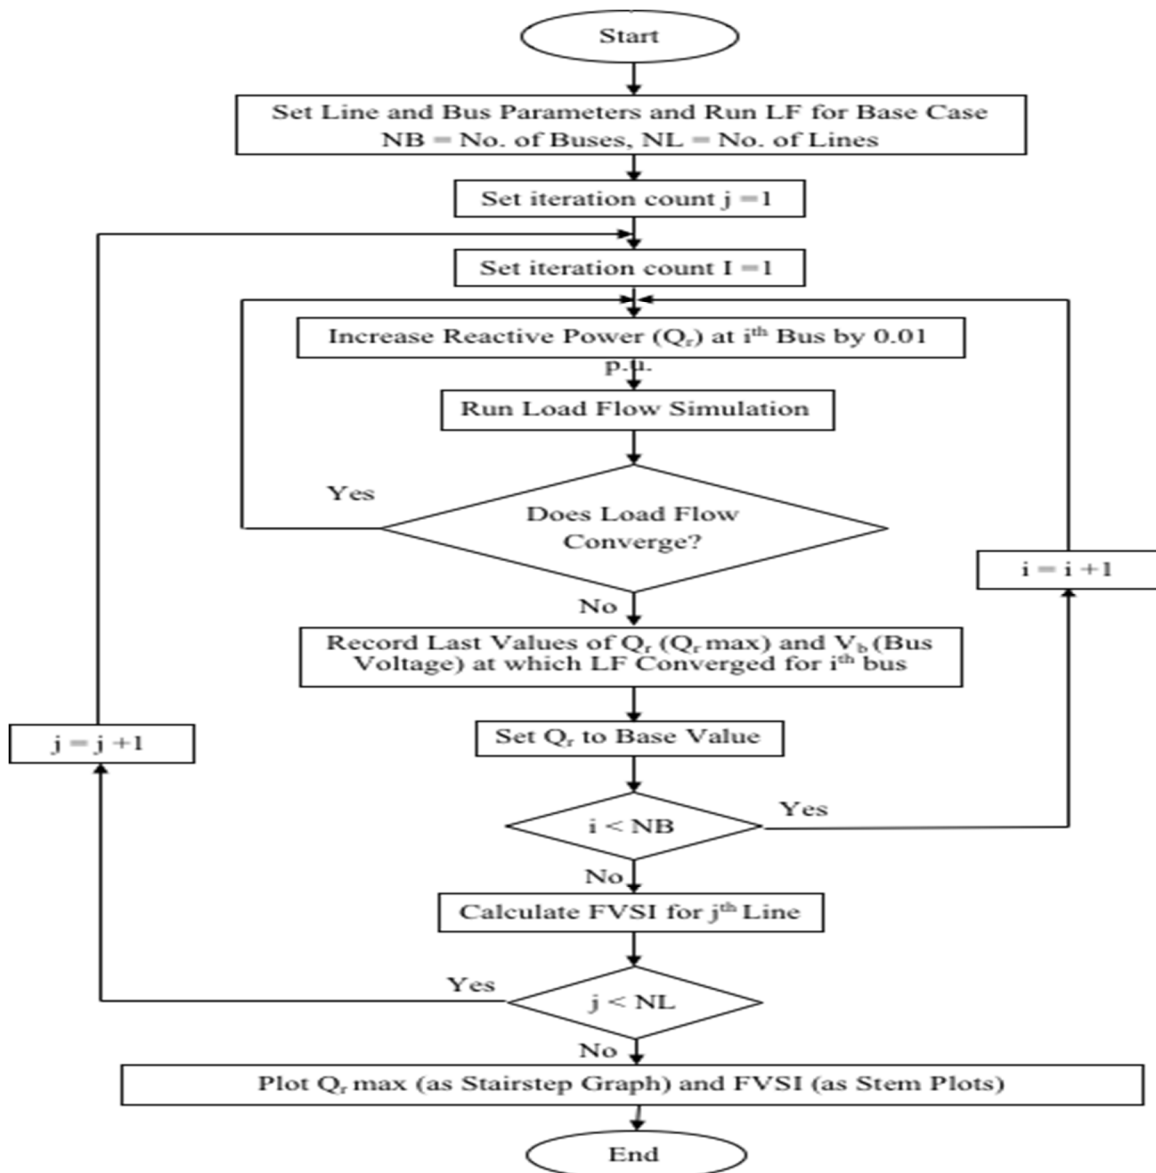 Start
Set Line and Bus Parameters and Run LF for Base Case
NB = No. of Buses, NL = No. of Lines
Set iteration count j =1
Set iteration count I =1
Increase Reactive Power (Qᵣ) at iᵗʰ Bus by 0.01
p.u.
Run Load Flow Simulation
Yes
Does Load Flow
Converge?
i = i +1
No
Record Last Values of Qᵣ (Qᵣ max) and V_b (Bus
Voltage) at which LF Converged for iᵗʰ bus
j = j +1
Set Qᵣ to Base Value
Yes
i < NB
No
Calculate FVSI for jᵗʰ Line
Yes
j < NL
No
Plot Qᵣ max (as Stairstep Graph) and FVSI (as Stem Plots)
End